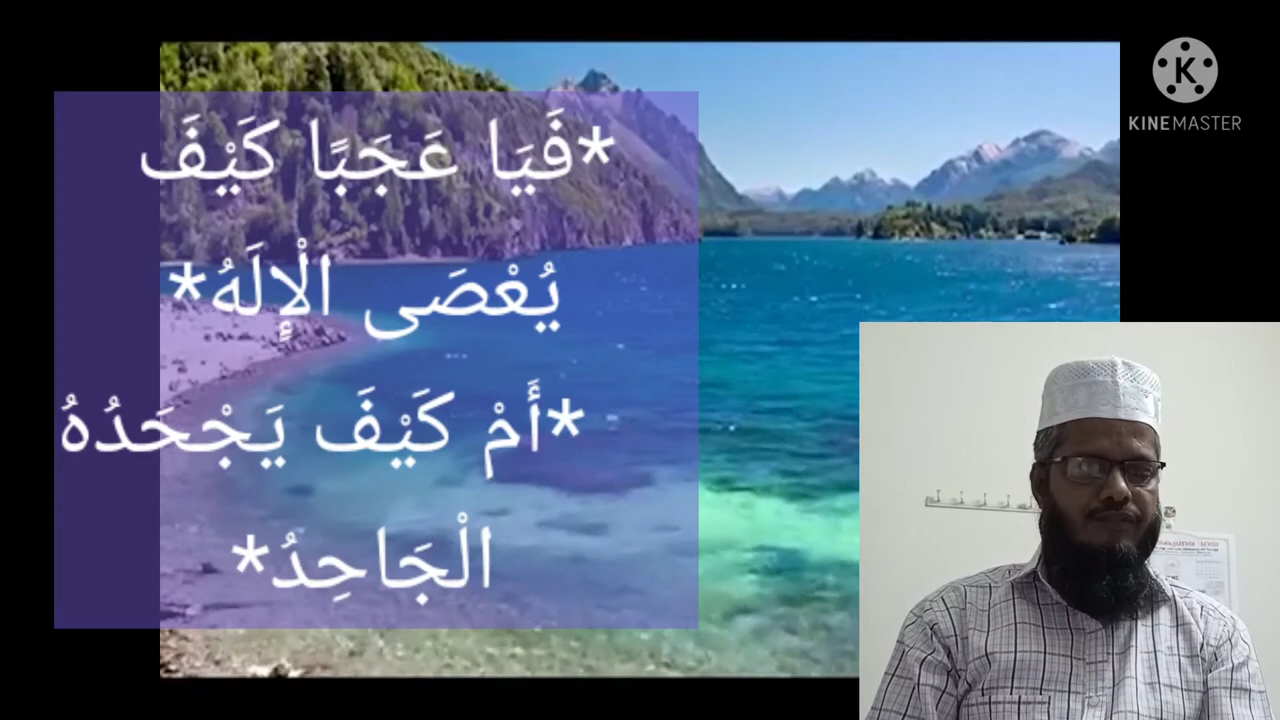 *فَيَا عَجَبًا كَيْفَ
يُعْصَى الْإِلَهُ*
*أَمْ كَيْفَ يَجْحَدُهُ
الْجَاحِدُ*
KINEMASTER